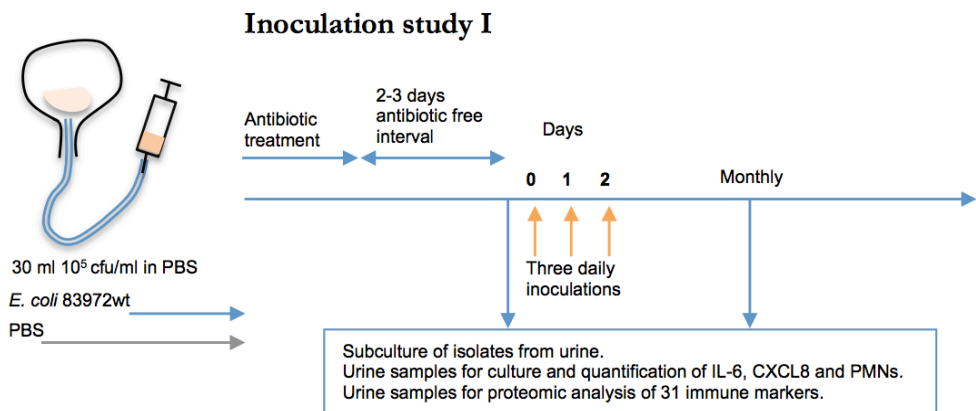 Inoculation study I
Antibiotic
treatment
2-3 days
antibiotic free
interval
Days
0 1 2
Monthly
Three daily
inoculations
30 ml 10⁵ cfu/ml in PBS
E. coli 83972wt
PBS
Subculture of isolates from urine.
Urine samples for culture and quantification of IL-6, CXCL8 and PMNs.
Urine samples for proteomic analysis of 31 immune markers.